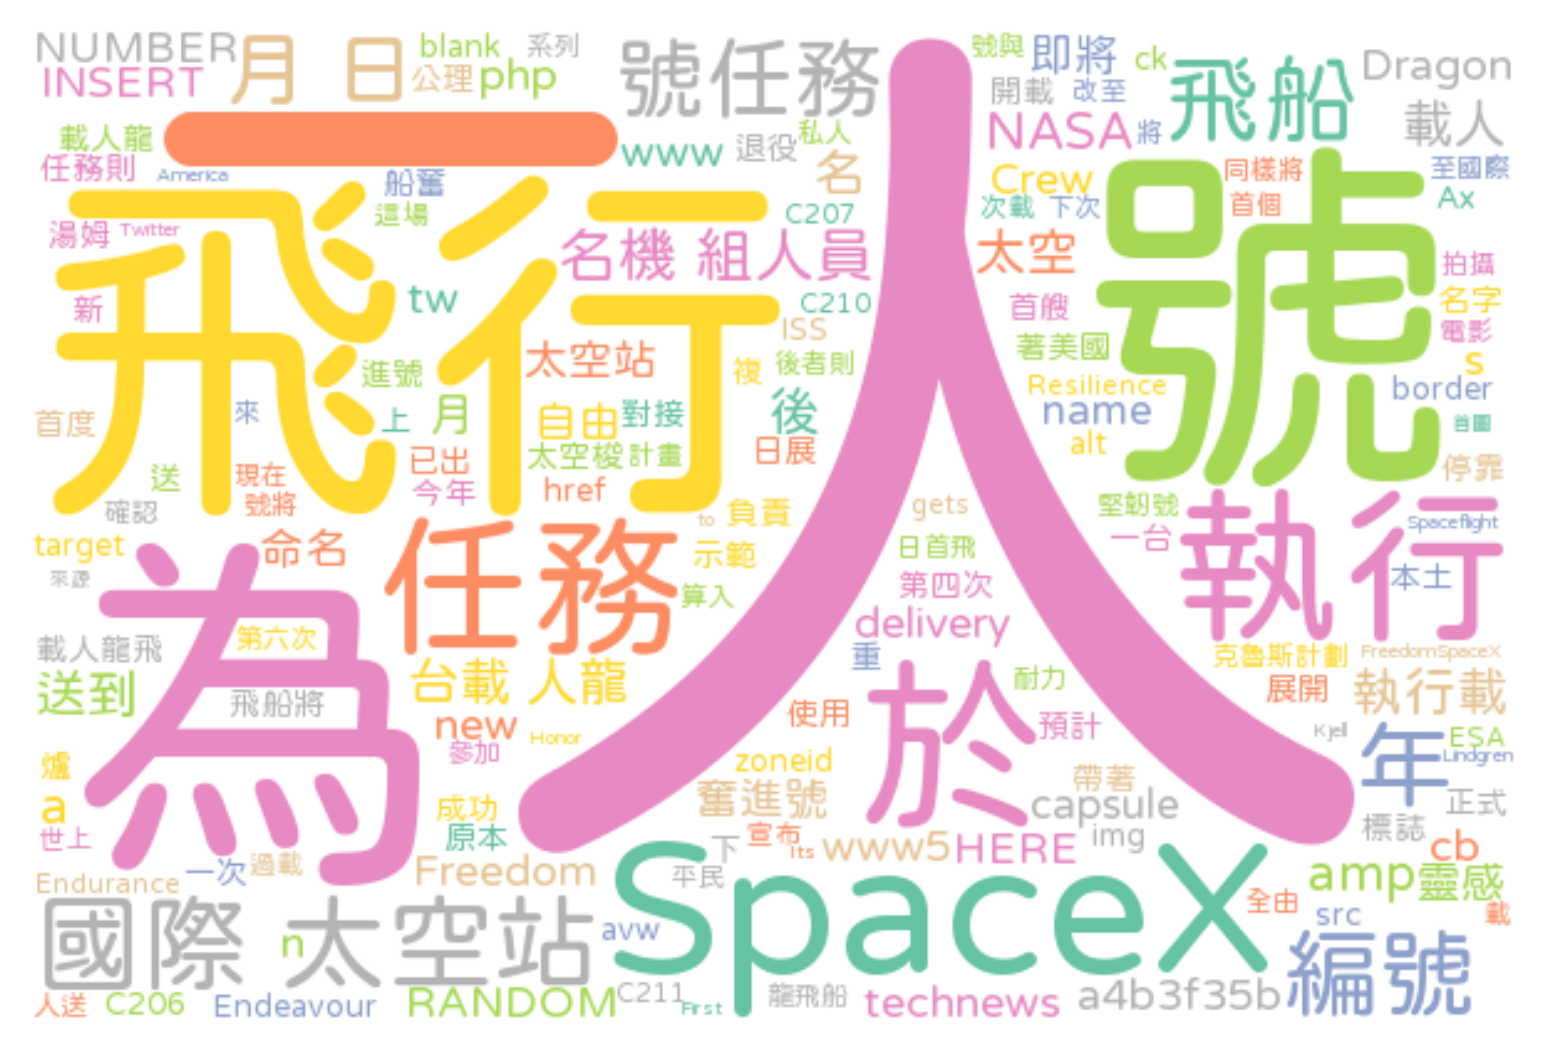 NUMBER 月 日 blank 系列 號任務 號與 即將 ck 飛船 Dragon
INSERT 公理 php 開載 改至 載人
載人龍 一 www 退役 私人 NASA 將
任務則 America 船奮 名 Crew 同樣將 至國際
飛行 這場 C207 人 次載 下次 首個 號 Ax
湯姆 Twitter 名機 組人員 太空 拍攝
新 tw C210 首艘 名字
ISS 著美國 電影
進號 太空站 複 後者則 Resilience s
首度 來 上 月 自由 對接 後 name border
已出 太空梭 計畫 日展 alt 首圖
送 現在 今年 href 停靠
確認 號將 to 負責 gets 堅韌號 執行 Spaceflight
target 命名 任務 示範 日首飛 一台
來源 為 算入 第四次 本土
載人龍飛 第六次 delivery 克魯斯計劃 FreedomSpaceX
送到 飛船將 台載 人龍 重 於 耐力 展開 執行載
new 使用 預計 Kjell 年 ESA
爐 參加 Honor zoneid 帶著 Lindgren
a 成功 奮進號 capsule 正式
世上 原本 下 宣布 its www5 HERE img 標誌 cb
Endurance 一次 過載 Freedom 平民 SpaceX amp 靈感
國際 太空站 n avw 全由 src 載
人送 C206 Endeavour RANDOM C211 First 龍飛船 technews a4b3f35b 編號